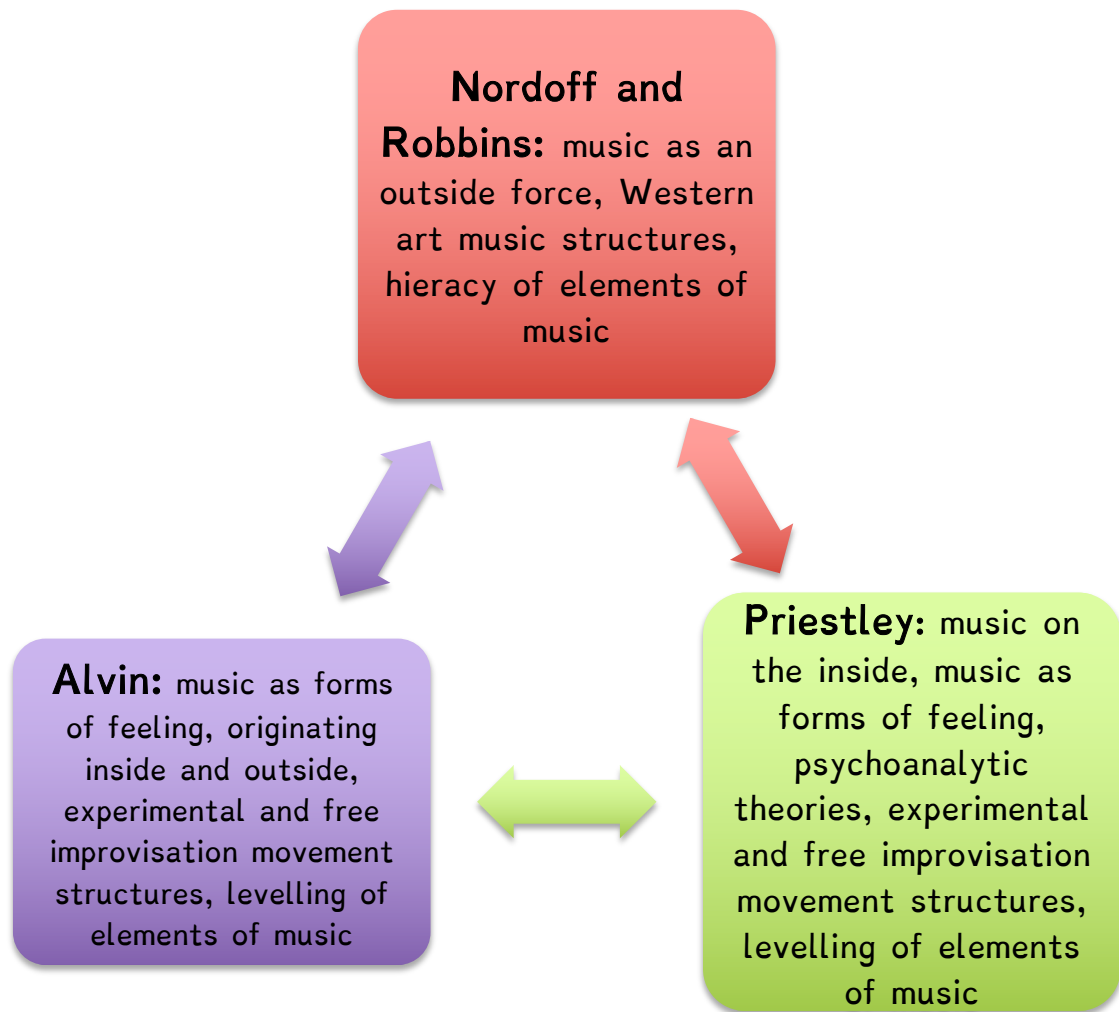 Nordoff and
Robbins: music as an
outside force, Western
art music structures,
hieracy of elements of
music
Alvin: music as forms
of feeling, originating
inside and outside,
experimental and free
improvisation movement
structures, levelling of
elements of music
Priestley: music on
the inside, music as
forms of feeling,
psychoanalytic
theories, experimental
and free improvisation
movement structures,
levelling of elements
of music